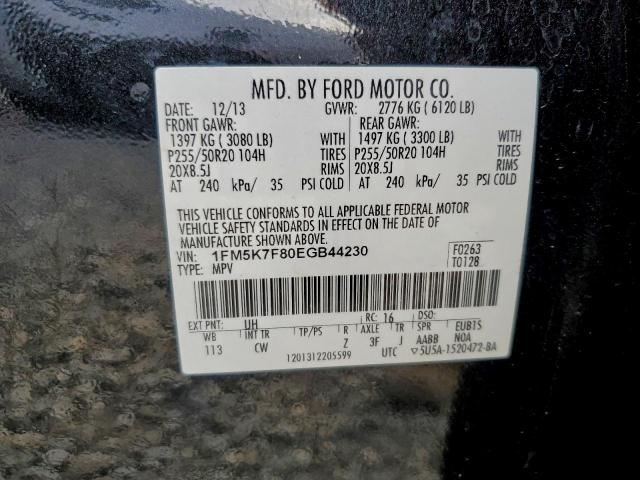 MFD. BY FORD MOTOR CO.
DATE: 12/13 GVWR: 2776 KG ( 6120 LB)
FRONT GAWR: REAR GAWR:
1397 KG ( 3080 LB) WITH 1497 KG ( 3300 LB) WITH
P255/50R20 104H TIRES P255/50R20 104H TIRES
20X8.5J RIMS 20X8.5J RIMS
AT 240 kPa/ 35 PSI COLD AT 240 kPa/ 35 PSI COLD
THIS VEHICLE CONFORMS TO ALL APPLICABLE FEDERAL MOTOR
VEHICLE SAFETY STANDARDS IN EFFECT ON THE DATE OF
MANUFACTURE SHOWN ABOVE.
VIN: 1FM5K7F80EGB44230 F0263
TYPE: MPV T0128
EXT PNT: UH RC: 16 DSO:
WB INT TR TP/PS R AXLE TR SPR EUB1S
113 CW Z 3F J AABB NOA
1201312205599 UTC ▽5U5A-1520472-BA